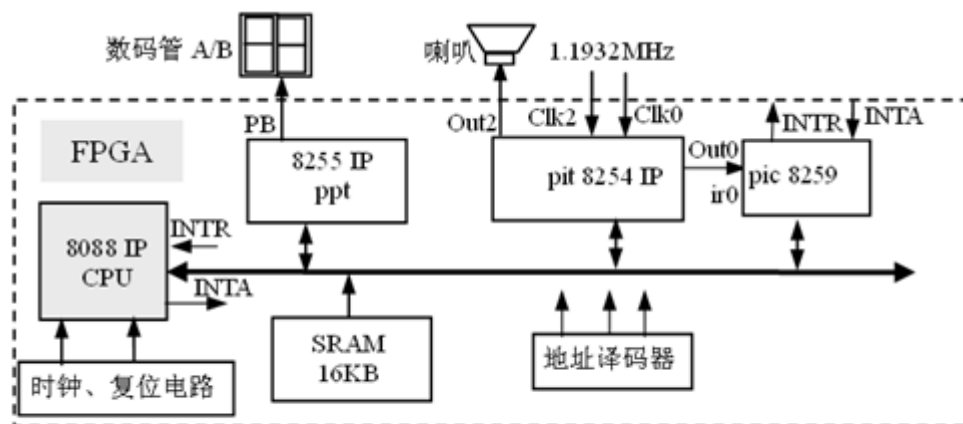 数码管 A/B
喇叭
1.1932MHz
PB
Out2
Clk2
Clk0
INTR
INTA
FPGA
8255 IP
ppt
pit 8254 IP
Out0
ir0
pic 8259
8088 IP
CPU
INTR
INTA
SRAM
16KB
地址译码器
时钟、复位电路